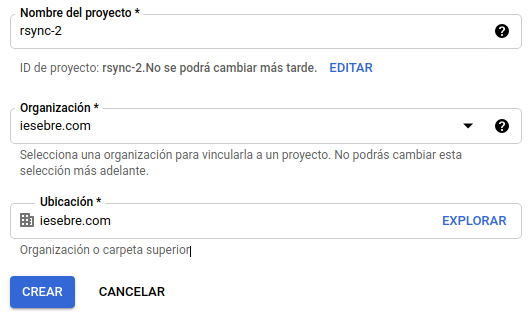 Nombre del proyecto *
rsync-2
ID de proyecto: rsync-2.No se podrá cambiar más tarde. EDITAR
Organización *
iesebre.com
Selecciona una organización para vincularla a un proyecto. No podrás cambiar esta
selección más adelante.
Ubicación *
iesebre.com EXPLORAR
Organización o carpeta superior
CREAR CANCELAR